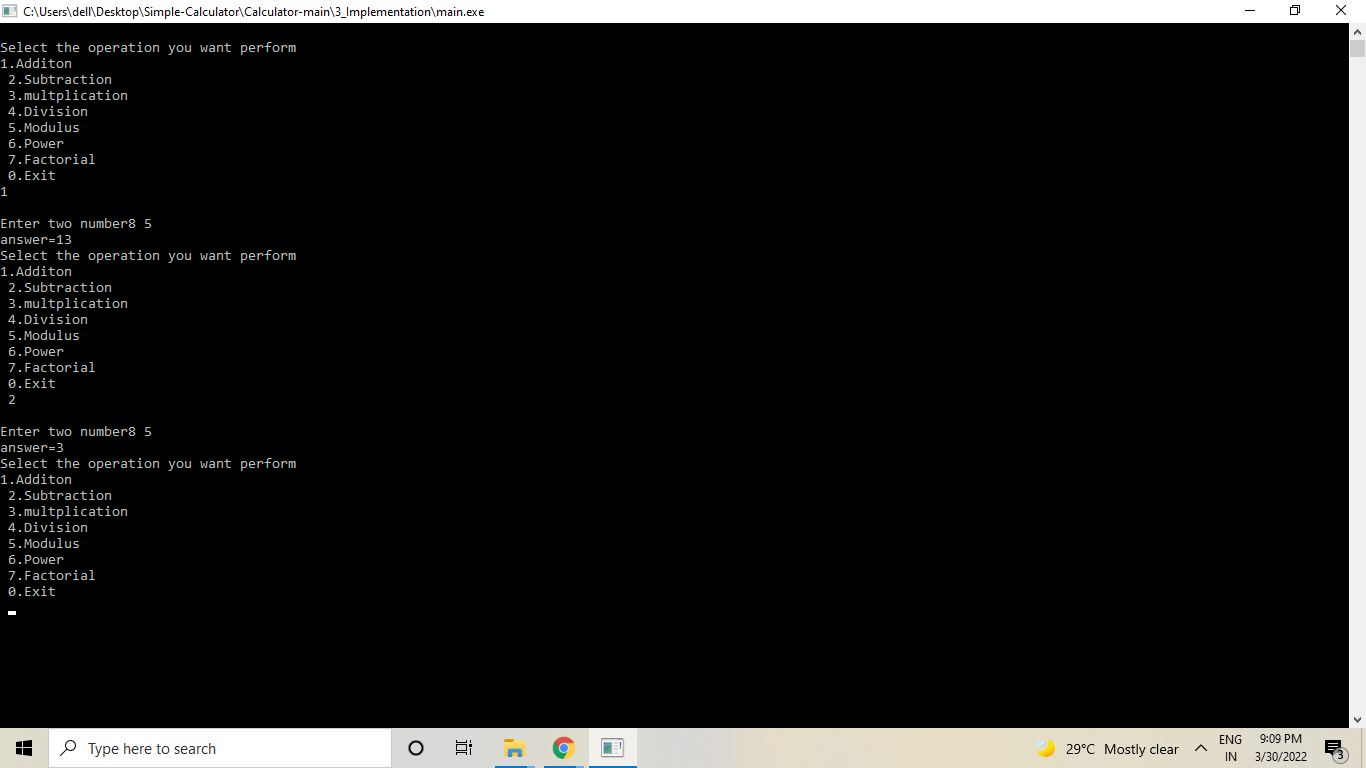 C:\Users\dell\Desktop\Simple-Calculator\Calculator-main\3_Implementation\main.exe
Select the operation you want perform
1.Additon
 2.Subtraction
 3.multplication
 4.Division
 5.Modulus
 6.Power
 7.Factorial
 0.Exit
1
Enter two number8 5
answer=13
Select the operation you want perform
1.Additon
 2.Subtraction
 3.multplication
 4.Division
 5.Modulus
 6.Power
 7.Factorial
 0.Exit
 2
Enter two number8 5
answer=3
Select the operation you want perform
1.Additon
 2.Subtraction
 3.multplication
 4.Division
 5.Modulus
 6.Power
 7.Factorial
 0.Exit
Type here to search
29°C Mostly clear
ENG
IN
9:09 PM
3/30/2022
3